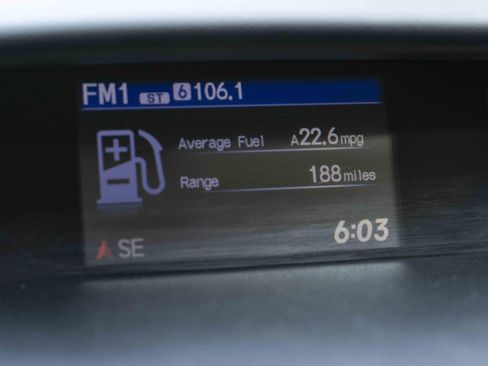 FM1 ST 6 106.1
Average Fuel A22.6mpg
Range 188miles
6:03
SE